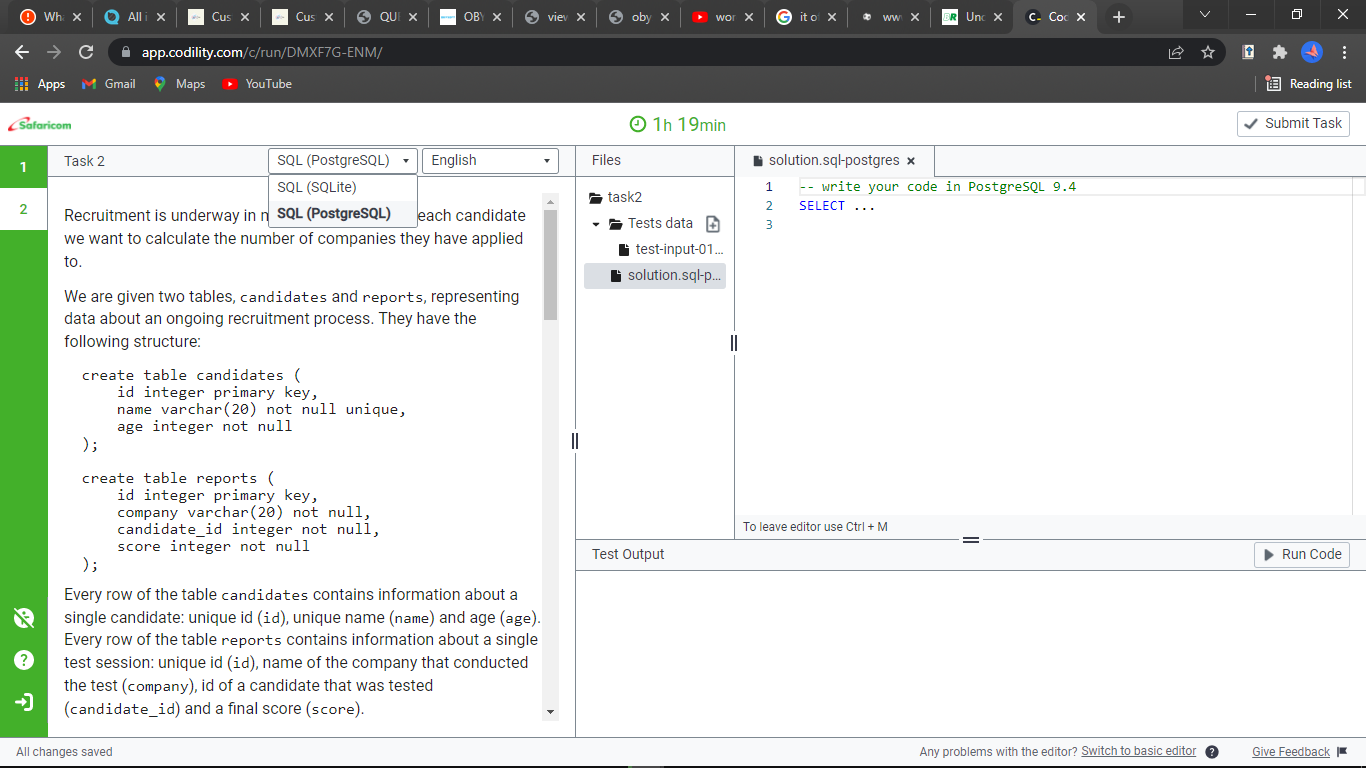 Wha
All i
Cus
Cus
QUI
OBY
viev
oby
wor
it of
www
Unc
Coc
app.codility.com/c/run/DMXF7G-ENM/
Apps
Gmail
Maps
YouTube
Reading list
Safaricom
1h 19min
Submit Task
1
2
Task 2
SQL (PostgreSQL)
English
SQL (SQLite)
SQL (PostgreSQL)
Recruitment is underway in
each candidate
we want to calculate the number of companies they have applied
to.
We are given two tables, candidates and reports, representing
data about an ongoing recruitment process. They have the
following structure:
create table candidates (
id integer primary key,
name varchar(20) not null unique,
age integer not null
);
create table reports (
id integer primary key,
company varchar(20) not null,
candidate_id integer not null,
score integer not null
);
Every row of the table candidates contains information about a
single candidate: unique id (id), unique name (name) and age (age).
Every row of the table reports contains information about a single
test session: unique id (id), name of the company that conducted
the test (company), id of a candidate that was tested
(candidate_id) and a final score (score).
Files
task2
Tests data
test-input-01...
solution.sql-p...
solution.sql-postgres
1 -- write your code in PostgreSQL 9.4
2 SELECT ...
3
To leave editor use Ctrl + M
Test Output
Run Code
All changes saved
Any problems with the editor? Switch to basic editor
Give Feedback